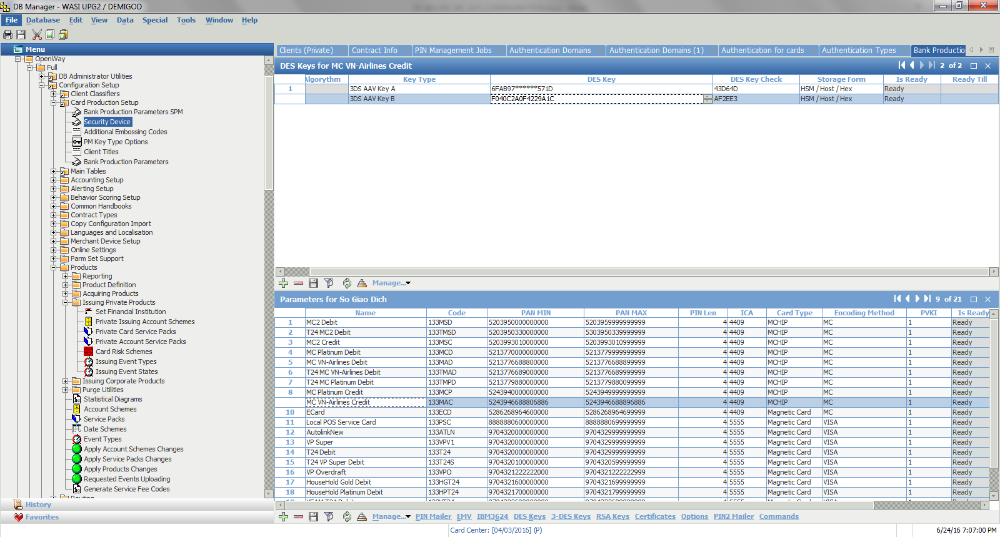 DB Manager - WASI UPG2 / DEMIGOD
File Database Edit View Data Special Tools Window Help
Menu
OpenWay
Full
DB Administrator Utilities
Configuration Setup
Client Classifiers
Card Production Setup
Bank Production Parameters SPM
Security Device
Additional Embossing Codes
PM Key Type Options
Client Titles
Bank Production Parameters
Main Tables
Accounting Setup
Alerting Setup
Behavior Scoring Setup
Common Handbooks
Contract Types
Copy Configuration Import
Languages and Localisation
Merchant Device Setup
Online Settings
Parm Set Support
Products
Reporting
Product Definition
Acquiring Products
Issuing Private Products
Set Financial Institution
Private Issuing Account Schemes
Private Card Service Packs
Private Account Service Packs
Card Risk Schemes
Issuing Event Types
Issuing Event States
Issuing Corporate Products
Purge Utilities
Statistical Diagrams
Account Schemes
Service Packs
Date Schemes
Event Types
Apply Account Schemes Changes
Apply Service Packs Changes
Apply Products Changes
Requested Events Uploading
Generate Service Fee Codes
History
Favorites
Clients (Private) Contract Info PIN Management Jobs Authentication Domains Authentication Domains (1) Authentication for cards Authentication Types Bank Productio
DES Keys for MC VN-Airlines Credit 2 of 2
Algorythm Key Type DES Key DES Key Check Storage Form Is Ready Ready Till
1 3DS AAV Key A 6FAB97******571D 43D64D HSM / Host / Hex Ready
3DS AAV Key B F040C2A0F4229A1C AF2EE3 HSM / Host / Hex Ready
Manage...
Parameters for So Giao Dich 9 of 21
Name Code PAN MIN PAN MAX PIN Len ICA Card Type Encoding Method PVKI Is Ready
1 MC2 Debit 133MSD 5203950000000000 5203959999999999 4 4409 MCHIP MC 1 Ready
2 T24 MC2 Debit 133TMSD 5203950330000000 5303950339999999 4 4409 MCHIP MC 1 Ready
3 MC2 Credit 133MSC 5203993010000000 5203993010999999 4 4409 MCHIP MC 1 Ready
4 MC Platinum Debit 133MCD 5213770000000000 5213779999999999 4 4409 MCHIP MC 1 Ready
5 MC VN-Airlines Debit 133MAD 5213776688800000 5213776688899999 4 4409 MCHIP MC 1 Ready
6 T24 MC VN-Airlines Debit 133TMAD 5213776689000000 5213776689999999 4 4409 MCHIP MC 1 Ready
7 T24 MC Platinum Debit 133TMPD 5213779880000000 5213779880099999 4 4409 MCHIP MC 1 Ready
8 MC Platinum Credit 133MCP 5243940000000000 5243949999999999 4 4409 MCHIP MC 1 Ready
MC VN-Airlines Credit 133MAC 5243946688806886 5243946688896886 4 4409 MCHIP MC 1 Ready
10 ECard 133ECD 5286268964600000 5286268964699999 4 4409 Magnetic Card MC 1 Ready
11 Local POS Service Card 133PSC 8888880600000000 8888880699999999 4 5555 Magnetic Card VISA 1 Ready
12 AutolinkNew 133ATLN 9704320000000000 9704329999999999 4 5555 Magnetic Card VISA 1 Ready
13 VP Super 133VPV1 9704320000000000 9704329999999999 4 5555 Magnetic Card VISA 1 Ready
14 T24 Debit 133T24 9704320000000000 9704329999999999 4 5555 Magnetic Card VISA 1 Ready
15 T24 VP Super Debit 133T24S 9704320100000000 9704320599999999 4 5555 Magnetic Card VISA 1 Ready
16 VP Overdraft 133VPO 9704321222222000 9704321222222999 4 5555 Magnetic Card VISA 1 Ready
17 HouseHold Gold Debit 133HGT24 9704321600000000 9704321699999999 4 5555 Magnetic Card VISA 1 Ready
18 HouseHold Platinum Debit 133HPT24 9704321700000000 9704321799999999 4 5555 Magnetic Card VISA 1 Ready
Manage... PIN Mailer EMV IBM3624 DES Keys 3-DES Keys RSA Keys Certificates Options PIN2 Mailer Commands
Card Center: [04/03/2016] (P) 6/24/16 7:07:00 PM